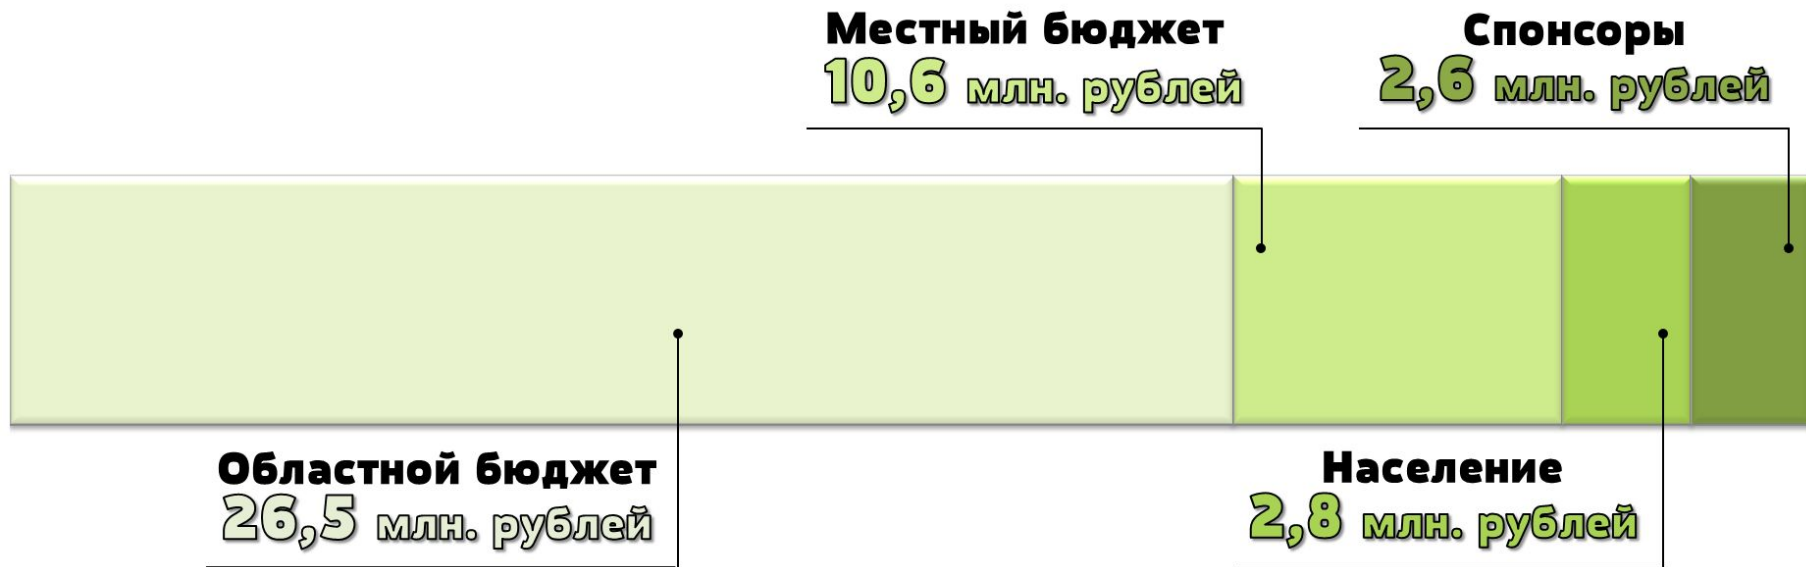 Местный бюджет
10,6 млн. рублей
Спонсоры
2,6 млн. рублей
Областной бюджет
26,5 млн. рублей
Население
2,8 млн. рублей